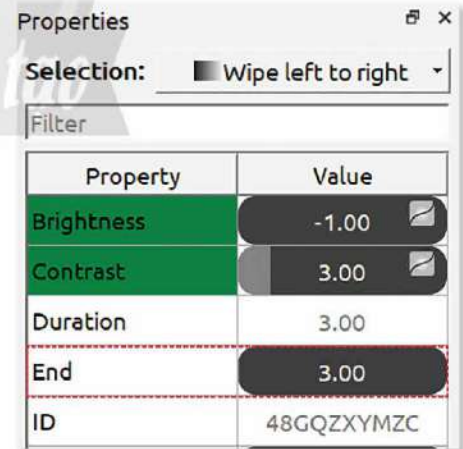 Properties
Selection: Wipe left to right
Filter
Property Value
Brightness -1.00
Contrast 3.00
Duration 3.00
End 3.00
ID 48GQZXYMZC